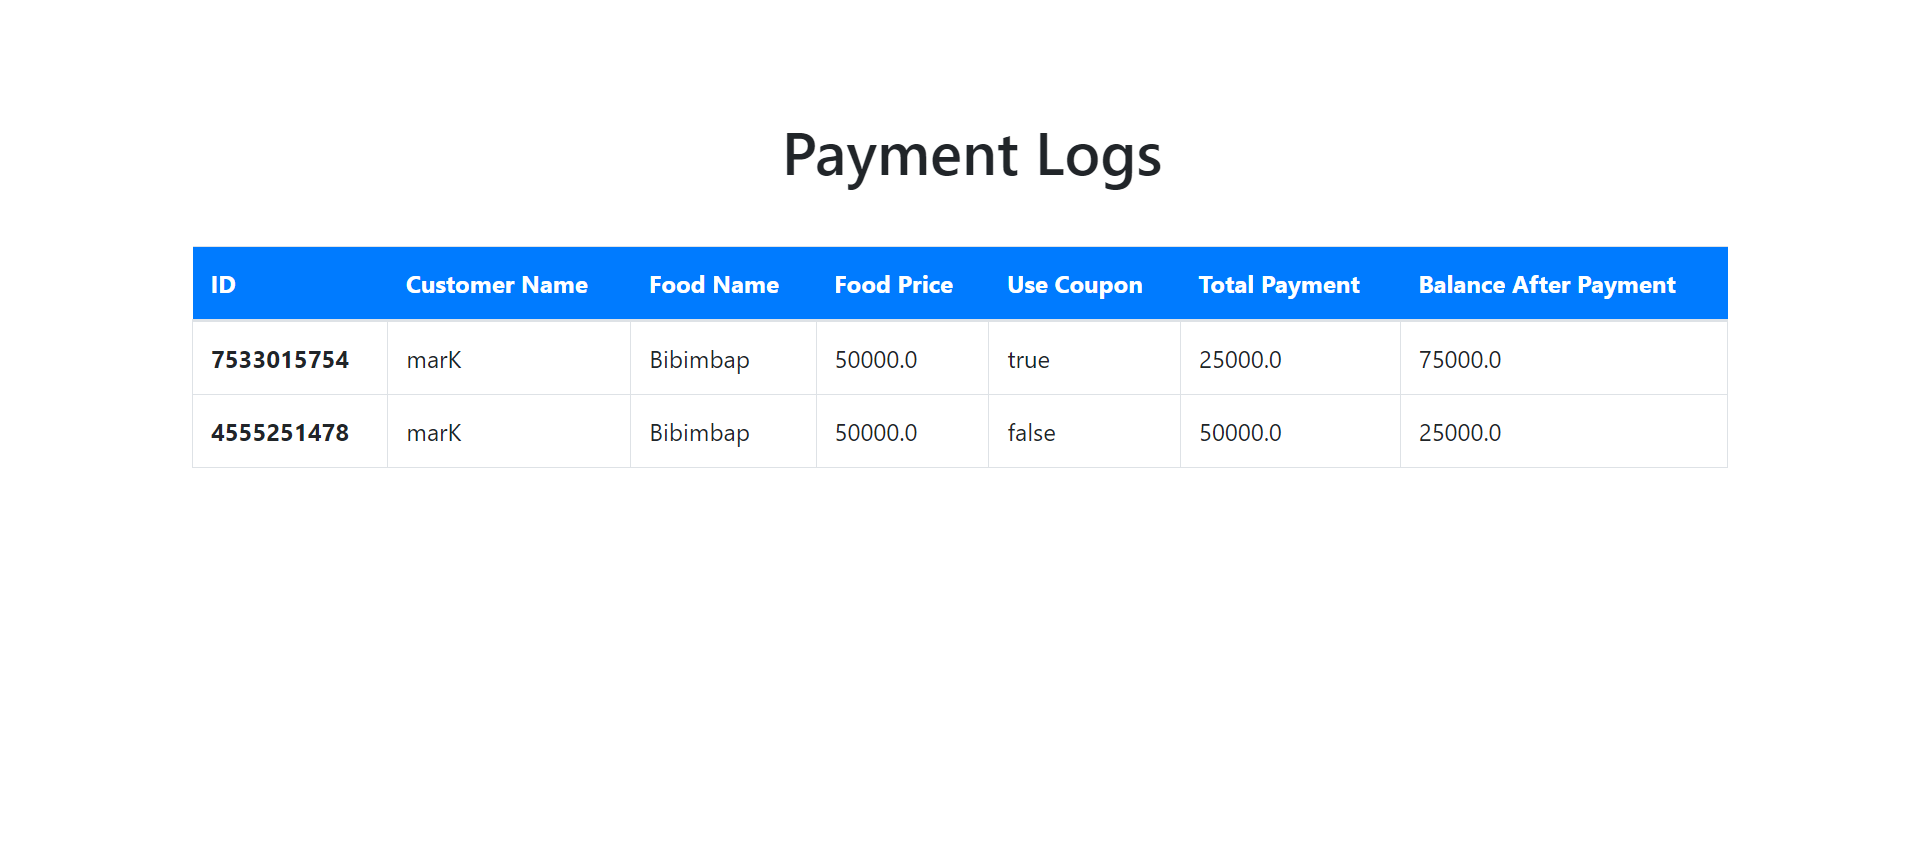 Payment Logs
ID Customer Name Food Name Food Price Use Coupon Total Payment Balance After Payment
7533015754 marK Bibimbap 50000.0 true 25000.0 75000.0
4555251478 marK Bibimbap 50000.0 false 50000.0 25000.0